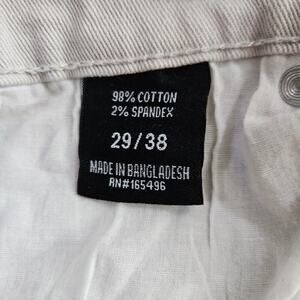 98% COTTON
2% SPANDEX
29/38
MADE IN BANGLADESH
RN#165496